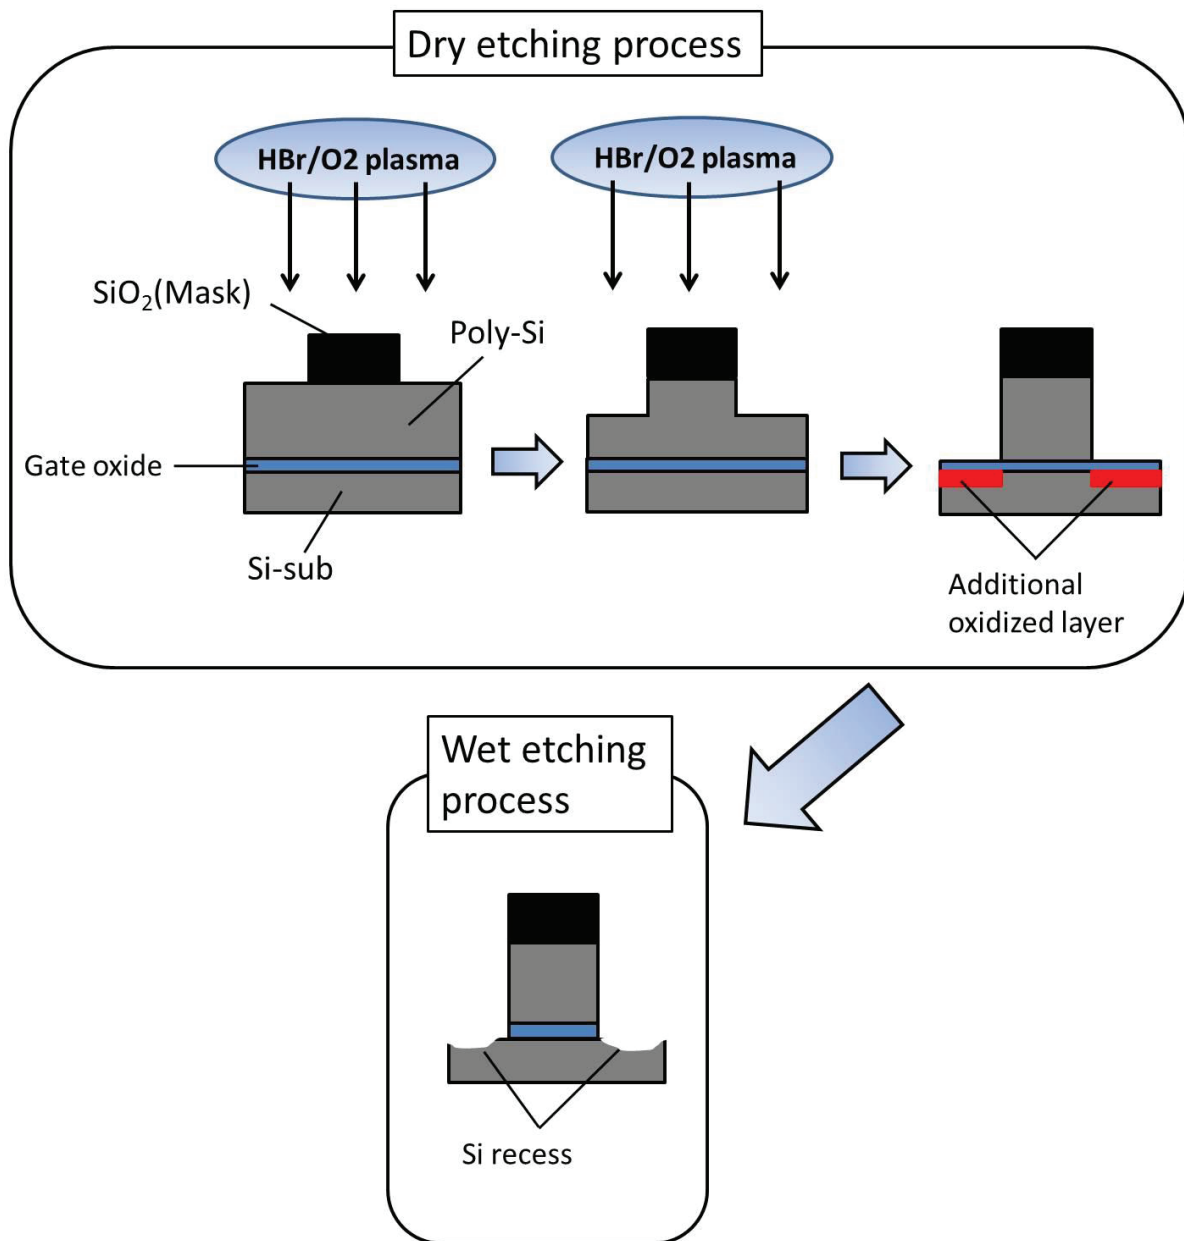 Dry etching process
HBr/O2 plasma
HBr/O2 plasma
SiO₂(Mask)
Poly-Si
Gate oxide
Si-sub
Additional
oxidized layer
Wet etching
process
Si recess